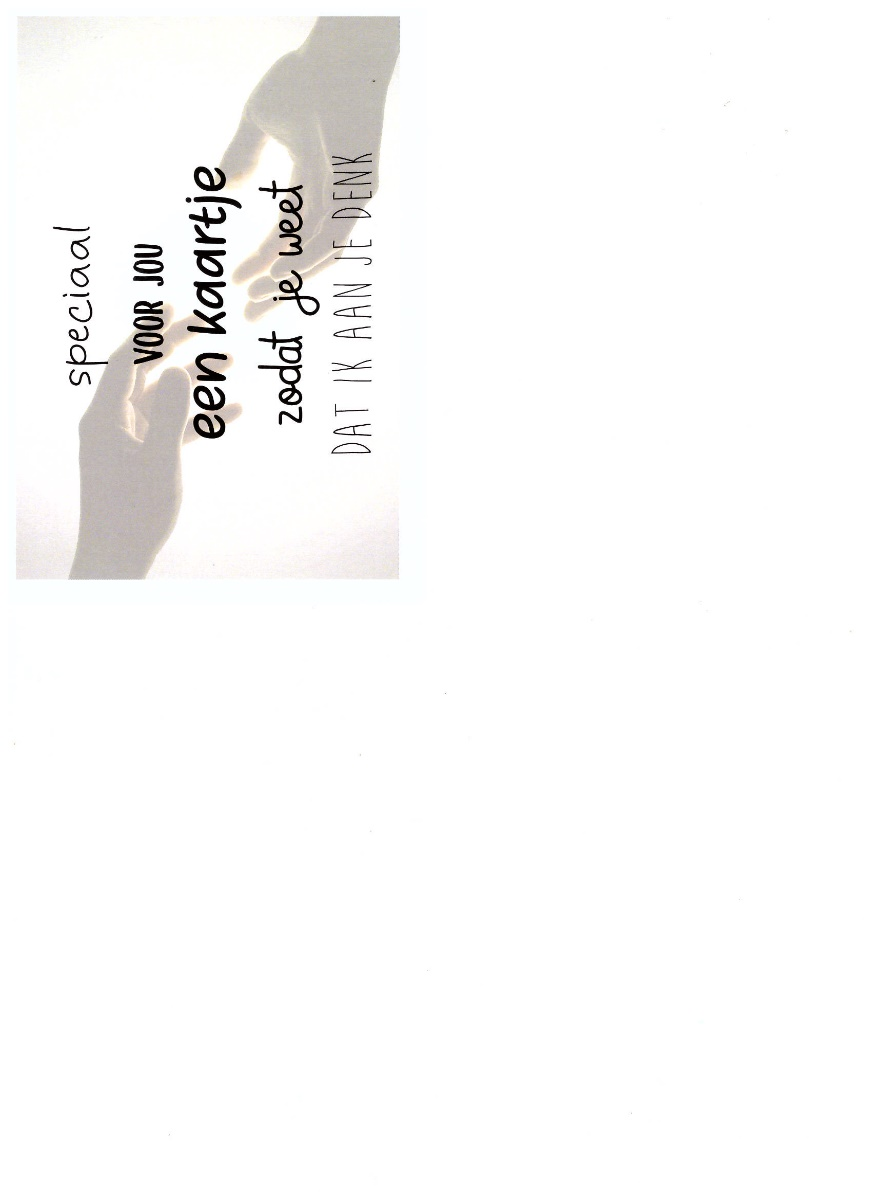 speciaal
VOOR JOU
een kaartje
zodat je weet
DAT IK AAN JE DENK